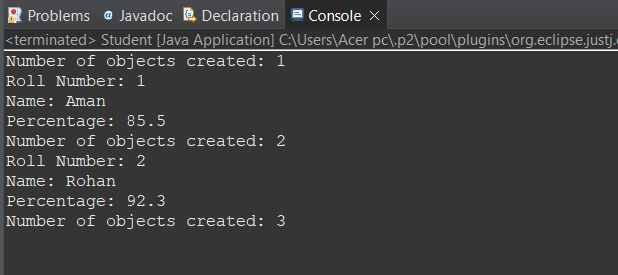 Problems @ Javadoc Declaration Console
<terminated> Student [Java Application] C:\Users\Acer pc\.p2\pool\plugins\org.eclipse.justj.
Number of objects created: 1
Roll Number: 1
Name: Aman
Percentage: 85.5
Number of objects created: 2
Roll Number: 2
Name: Rohan
Percentage: 92.3
Number of objects created: 3